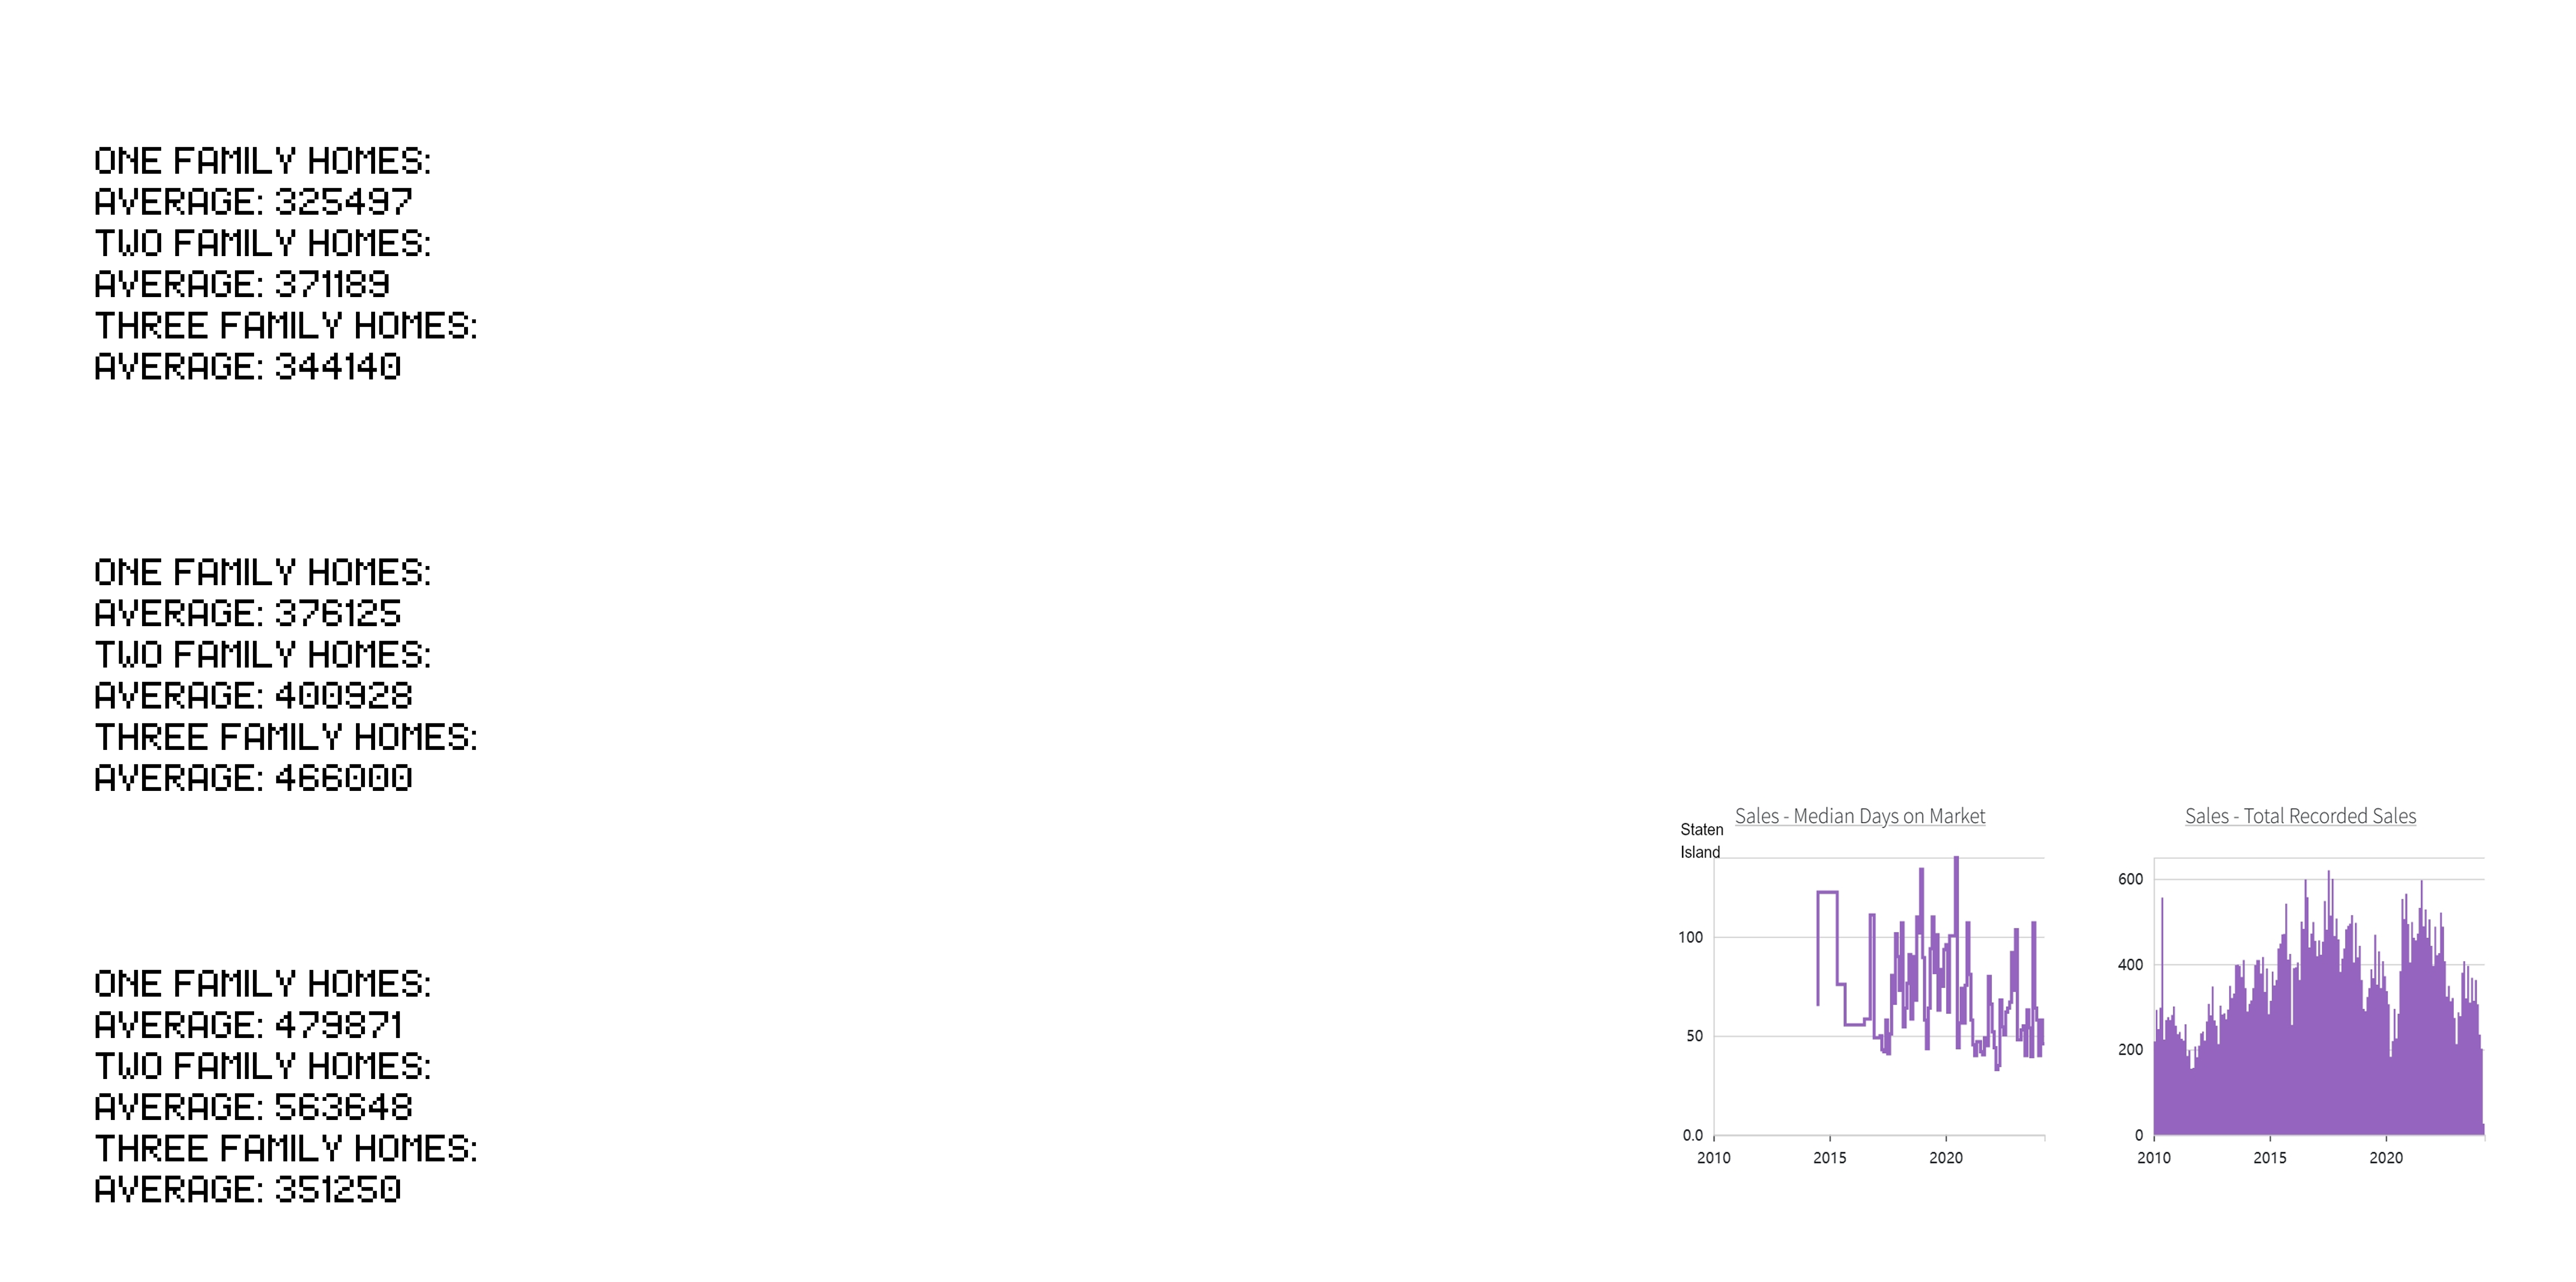 ONE FAMILY HOMES:
AVERAGE: 325497
TWO FAMILY HOMES:
AVERAGE: 371189
THREE FAMILY HOMES:
AVERAGE: 344140
ONE FAMILY HOMES:
AVERAGE: 376125
TWO FAMILY HOMES:
AVERAGE: 400928
THREE FAMILY HOMES:
AVERAGE: 466000
ONE FAMILY HOMES:
AVERAGE: 479871
TWO FAMILY HOMES:
AVERAGE: 563648
THREE FAMILY HOMES:
AVERAGE: 351250
Sales - Median Days on Market
Staten
Island
100
50
0.0
2010 2015 2020
Sales - Total Recorded Sales
600
400
200
0
2010 2015 2020